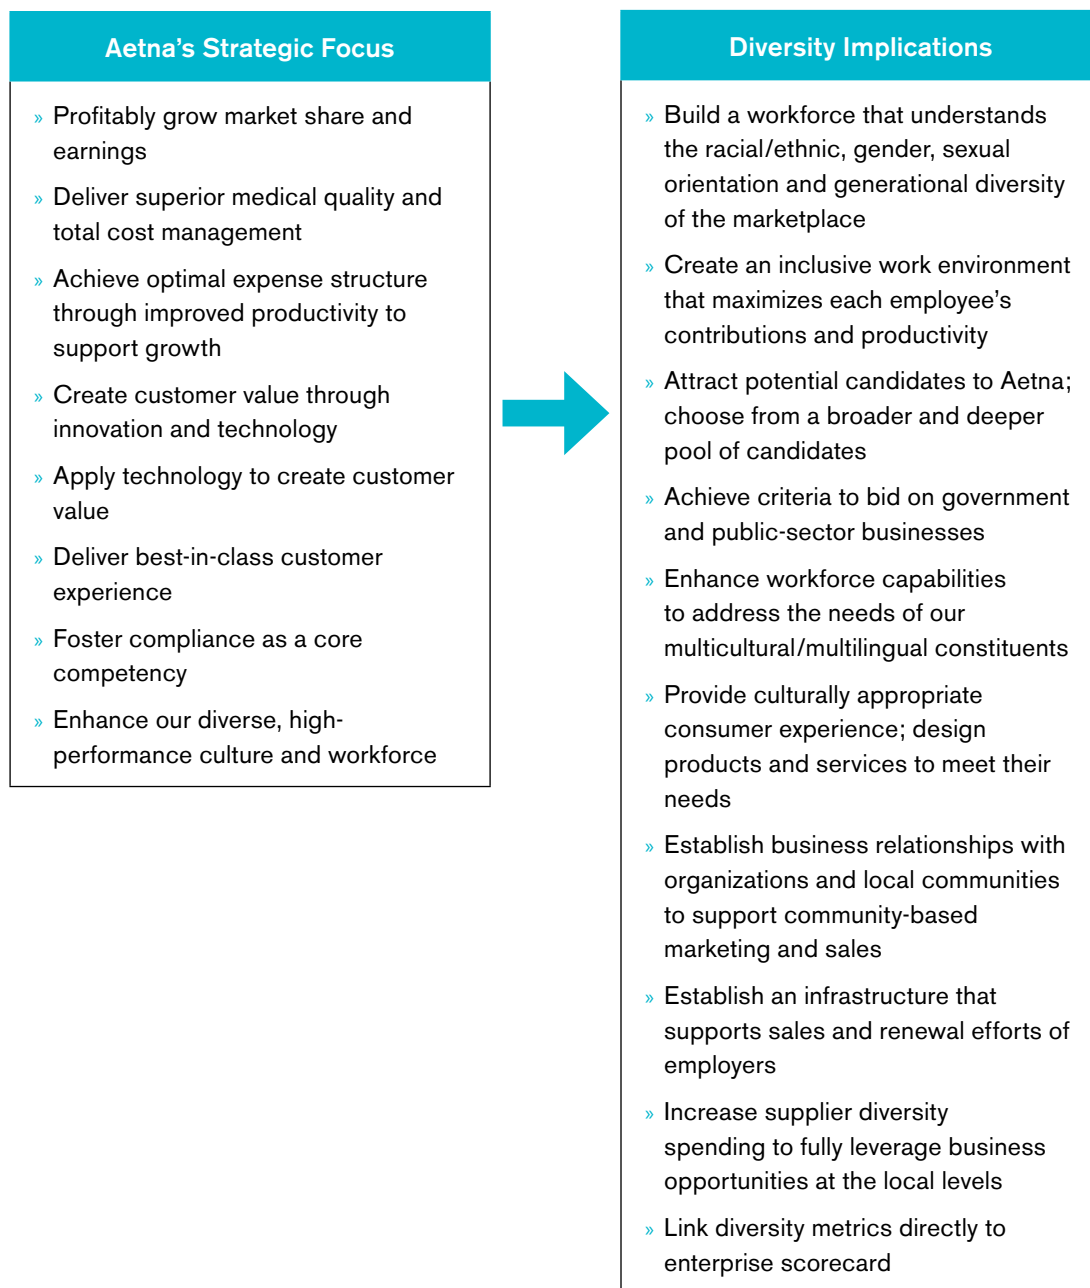 Aetna’s Strategic Focus
» Profitably grow market share and
earnings
» Deliver superior medical quality and
total cost management
» Achieve optimal expense structure
through improved productivity to
support growth
» Create customer value through
innovation and technology
» Apply technology to create customer
value
» Deliver best-in-class customer
experience
» Foster compliance as a core
competency
» Enhance our diverse, high-
performance culture and workforce
Diversity Implications
» Build a workforce that understands
the racial/ethnic, gender, sexual
orientation and generational diversity
of the marketplace
» Create an inclusive work environment
that maximizes each employee’s
contributions and productivity
» Attract potential candidates to Aetna;
choose from a broader and deeper
pool of candidates
» Achieve criteria to bid on government
and public-sector businesses
» Enhance workforce capabilities
to address the needs of our
multicultural/multilingual constituents
» Provide culturally appropriate
consumer experience; design
products and services to meet their
needs
» Establish business relationships with
organizations and local communities
to support community-based
marketing and sales
» Establish an infrastructure that
supports sales and renewal efforts of
employers
» Increase supplier diversity
spending to fully leverage business
opportunities at the local levels
» Link diversity metrics directly to
enterprise scorecard